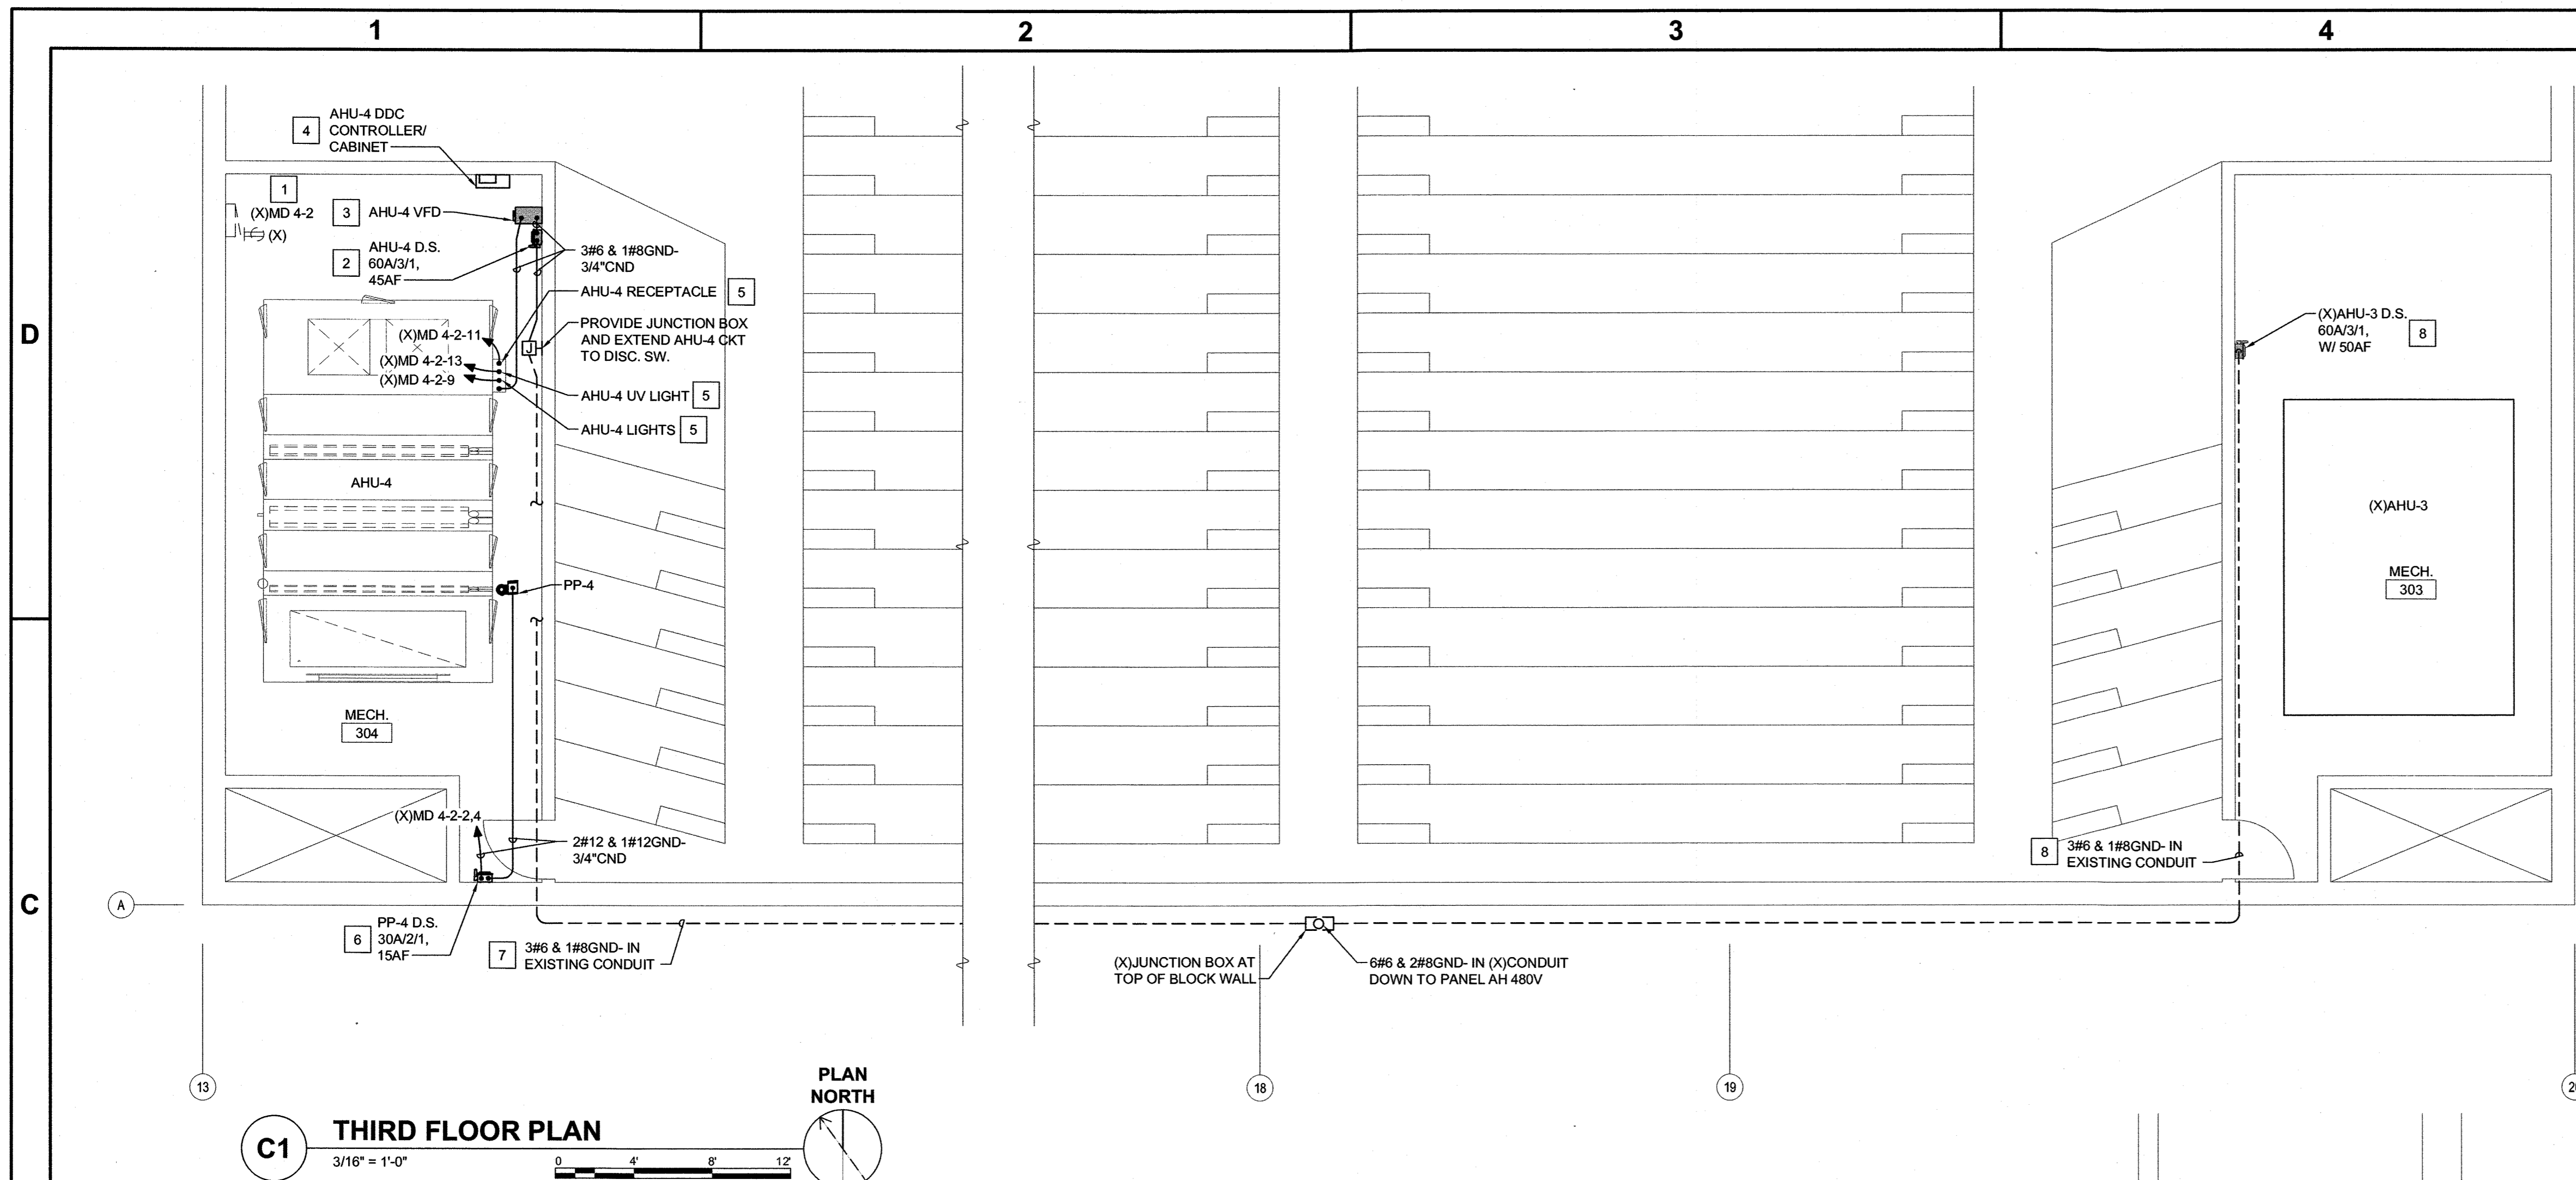 1
2
3
4
D
C
4
AHU-4 DDC
CONTROLLER/
CABINET
1
(X)MD 4-2
(X)
3
AHU-4 VFD
2
AHU-4 D.S.
60A/3/1,
45AF
3#6 & 1#8GND-
3/4"CND
AHU-4 RECEPTACLE
5
PROVIDE JUNCTION BOX
AND EXTEND AHU-4 CKT
TO DISC. SW.
J
(X)MD 4-2-11
(X)MD 4-2-13
(X)MD 4-2-9
AHU-4 UV LIGHT
5
AHU-4 LIGHTS
5
AHU-4
PP-4
MECH.
304
(X)MD 4-2-2,4
2#12 & 1#12GND-
3/4"CND
6
PP-4 D.S.
30A/2/1,
15AF
7
3#6 & 1#8GND- IN
EXISTING CONDUIT
(X)JUNCTION BOX AT
TOP OF BLOCK WALL
6#6 & 2#8GND- IN (X)CONDUIT
DOWN TO PANEL AH 480V
(X)AHU-3 D.S.
60A/3/1,
W/ 50AF
8
(X)AHU-3
MECH.
303
8
3#6 & 1#8GND- IN
EXISTING CONDUIT
A
13
18
19
PLAN
NORTH
C1
THIRD FLOOR PLAN
3/16" = 1'-0"
0 4' 8' 12'